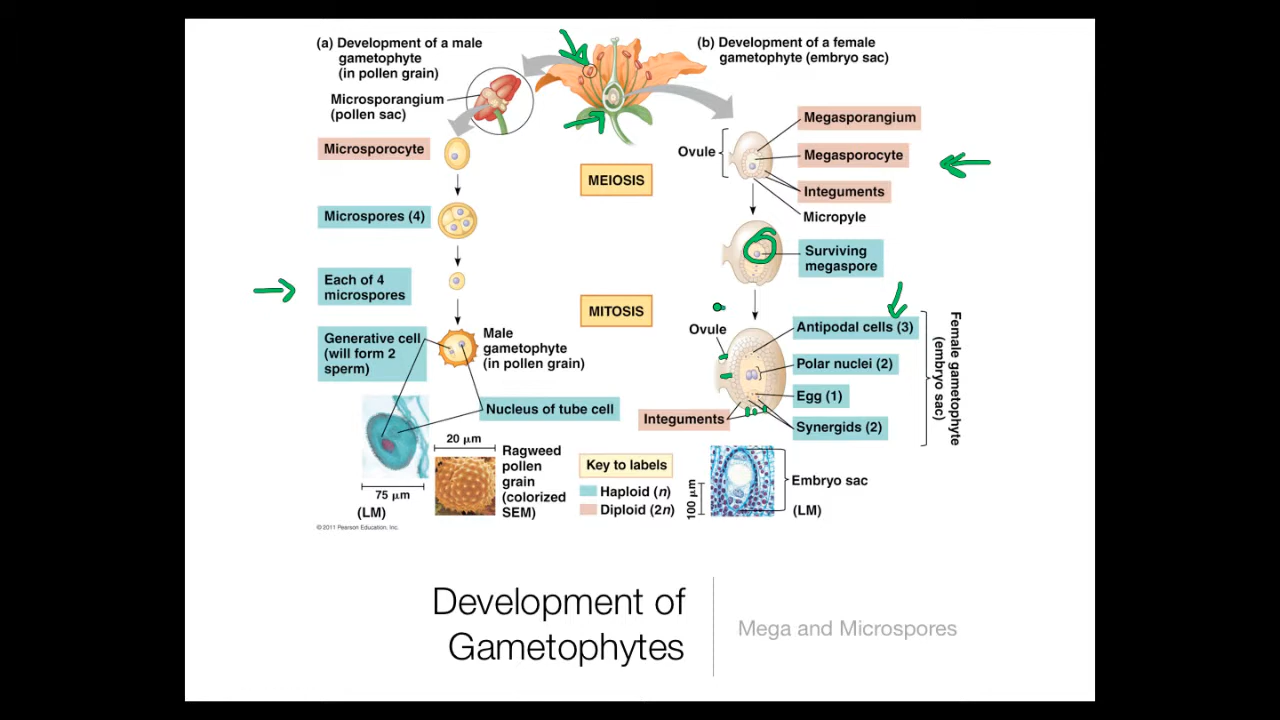 (a) Development of a male
gametophyte
(in pollen grain)
(b) Development of a female
gametophyte (embryo sac)
Microsporangium
(pollen sac)
Microsporocyte
Microspores (4)
Each of 4
microspores
Generative cell
(will form 2
sperm)
Male
gametophyte
(in pollen grain)
Nucleus of tube cell
75 μm
(LM)
20 μm
Ragweed
pollen
grain
(colorized
SEM)
MEIOSIS
MITOSIS
Key to labels
Haploid (n)
Diploid (2n)
Ovule
Megasporangium
Megasporocyte
Integuments
Micropyle
Surviving
megaspore
Ovule
Antipodal cells (3)
Polar nuclei (2)
Egg (1)
Synergids (2)
Integuments
Female gametophyte
(embryo sac)
100 μm
Embryo sac
(LM)
© 2011 Pearson Education, Inc.
Development of
Gametophytes
Mega and Microspores